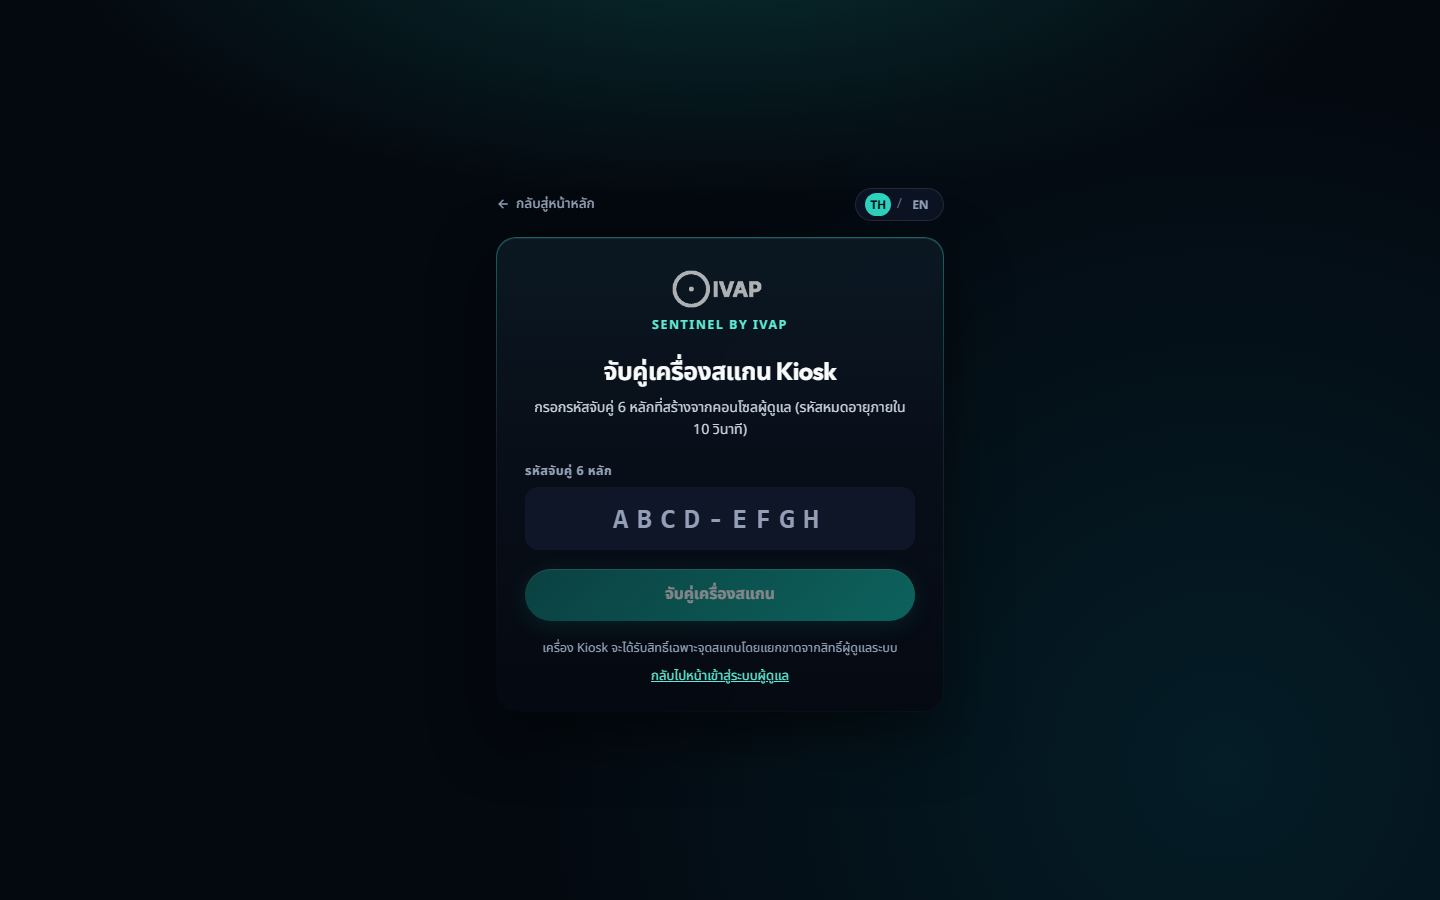 ← กลับสู่หน้าหลัก
TH / EN
IVAP
SENTINEL BY IVAP
จับคู่เครื่องสแกน Kiosk
กรอกรหัสจับคู่ 6 หลักที่สร้างจากคอนโซลผู้ดูแล (รหัสหมดอายุภายใน
10 วินาที)
รหัสจับคู่ 6 หลัก
ABCD-EFGH
จับคู่เครื่องสแกน
เครื่อง Kiosk จะได้รับสิทธิ์เฉพาะจุดสแกนโดยแยกขาดจากสิทธิ์ผู้ดูแลระบบ
กลับไปหน้าเข้าสู่ระบบผู้ดูแล